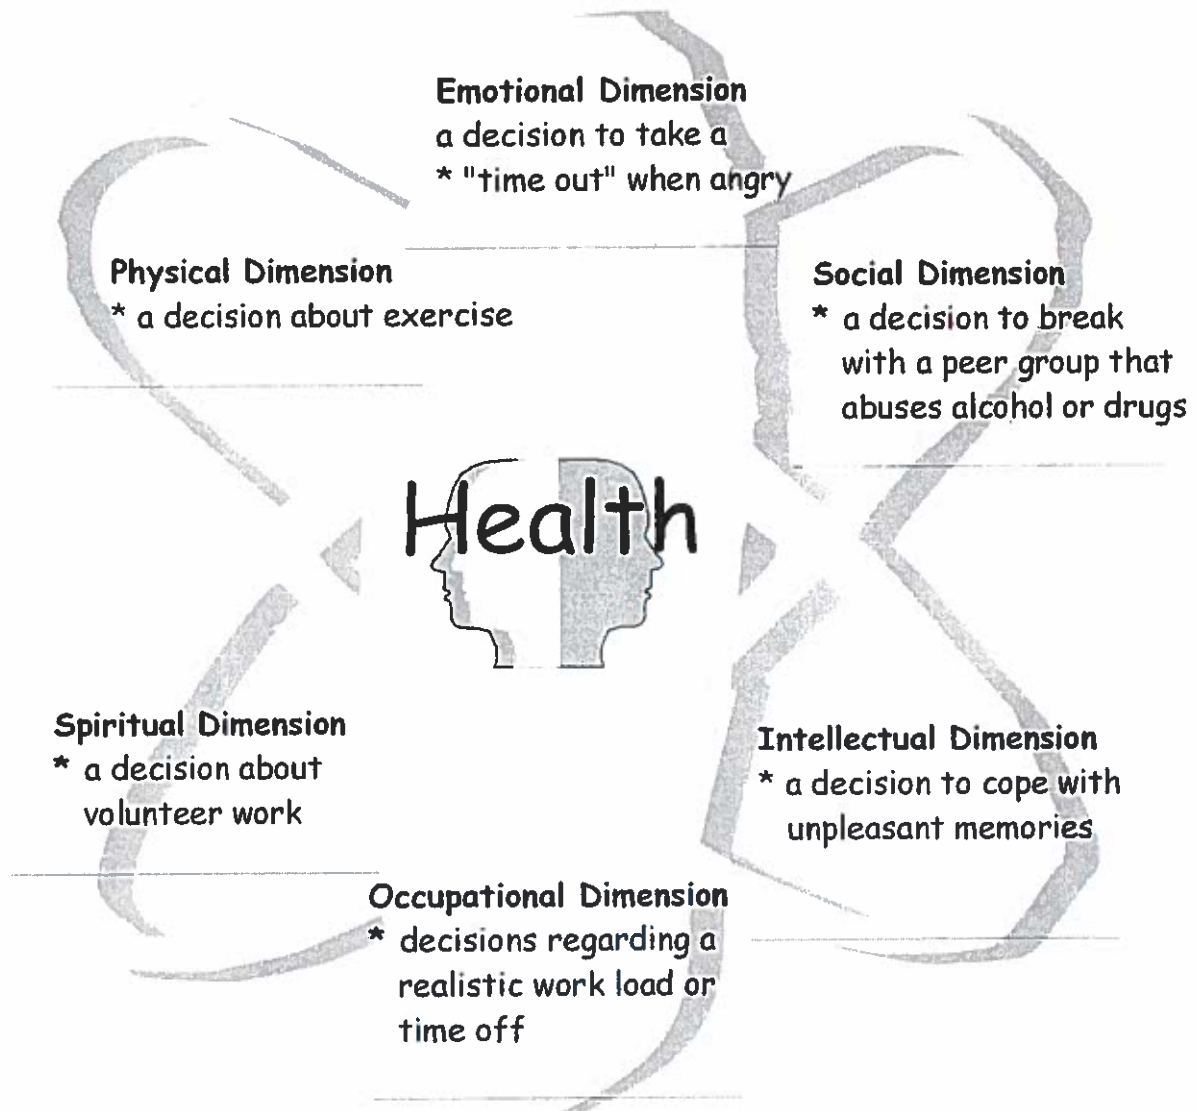 Emotional Dimension
a decision to take a
* "time out" when angry
Physical Dimension
* a decision about exercise
Social Dimension
* a decision to break
with a peer group that
abuses alcohol or drugs
Health
Spiritual Dimension
* a decision about
volunteer work
Intellectual Dimension
* a decision to cope with
unpleasant memories
Occupational Dimension
* decisions regarding a
realistic work load or
time off